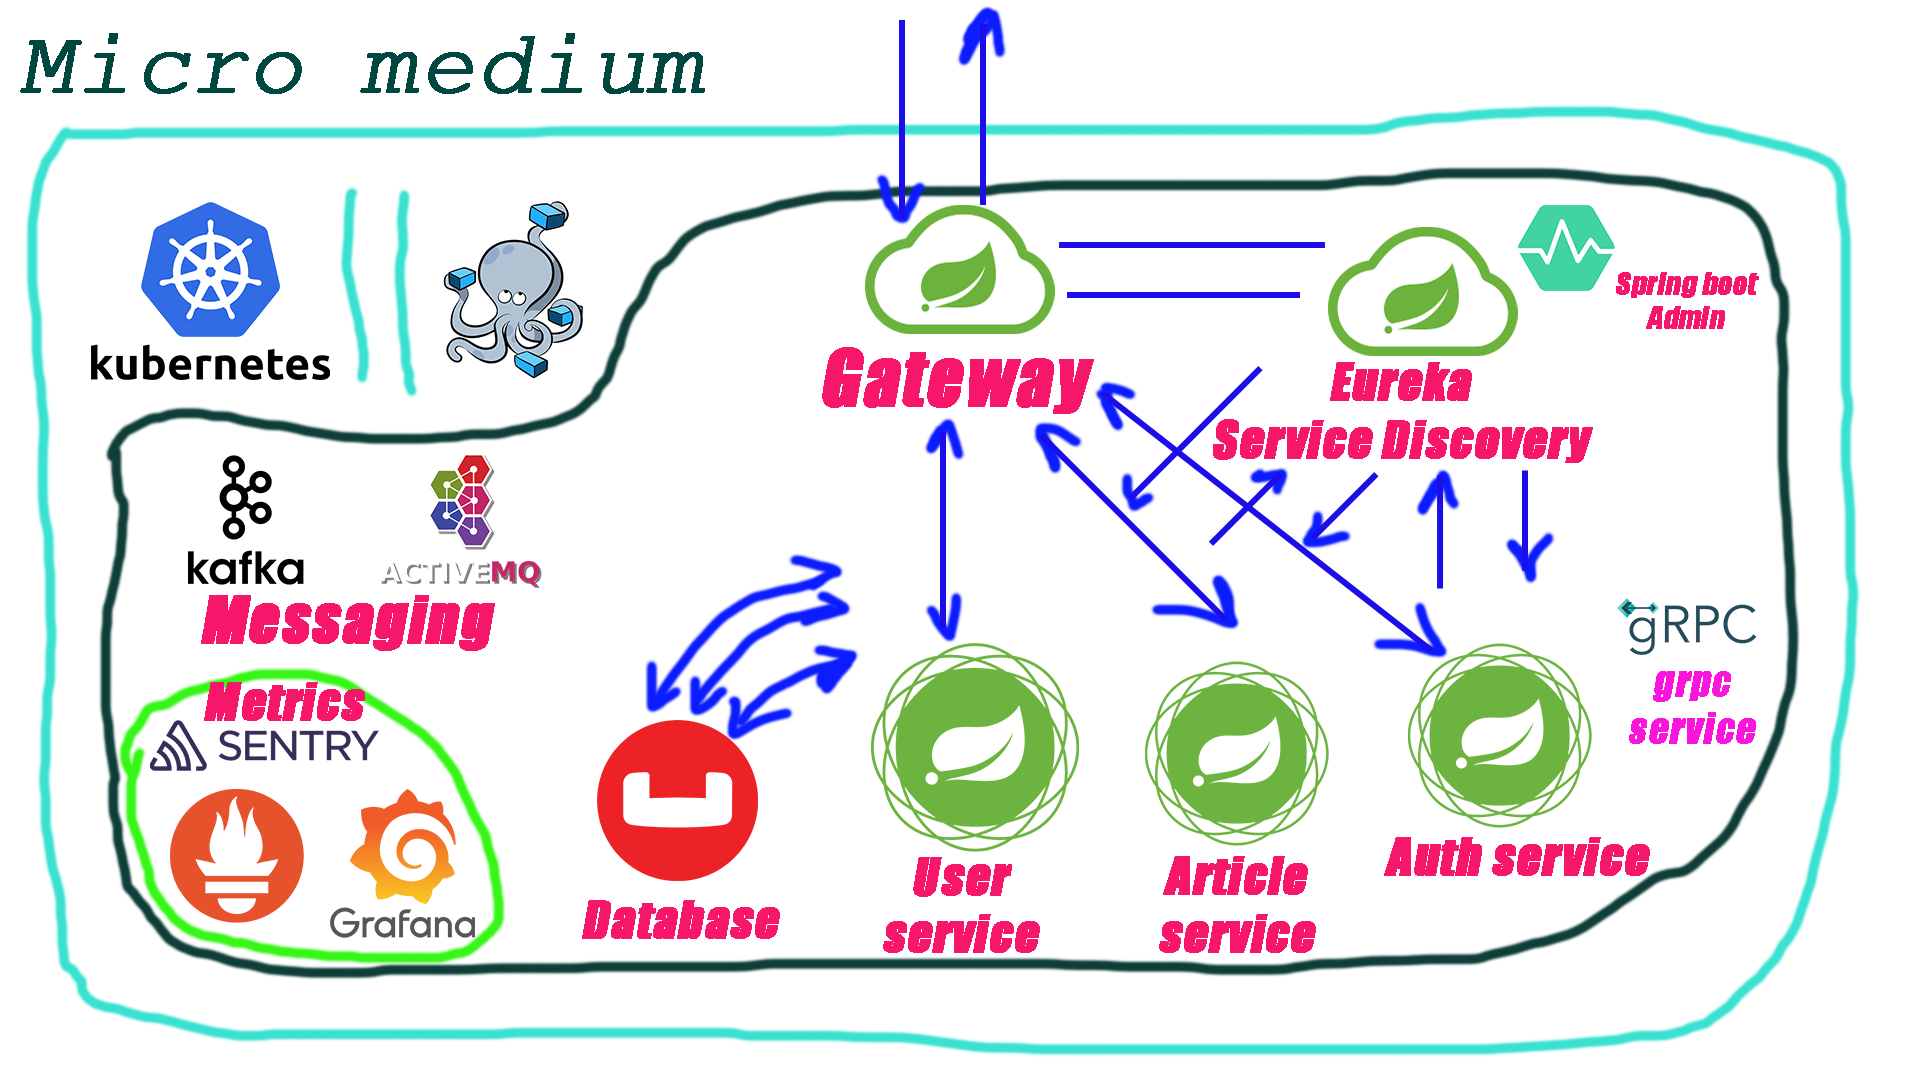 Micro medium
kubernetes
Gateway
Spring boot
Admin
Eureka
Service Discovery
kafka
ACTIVEMQ
Messaging
gRPC
grpc
service
Metrics
SENTRY
Grafana
Database
User
service
Article
service
Auth service